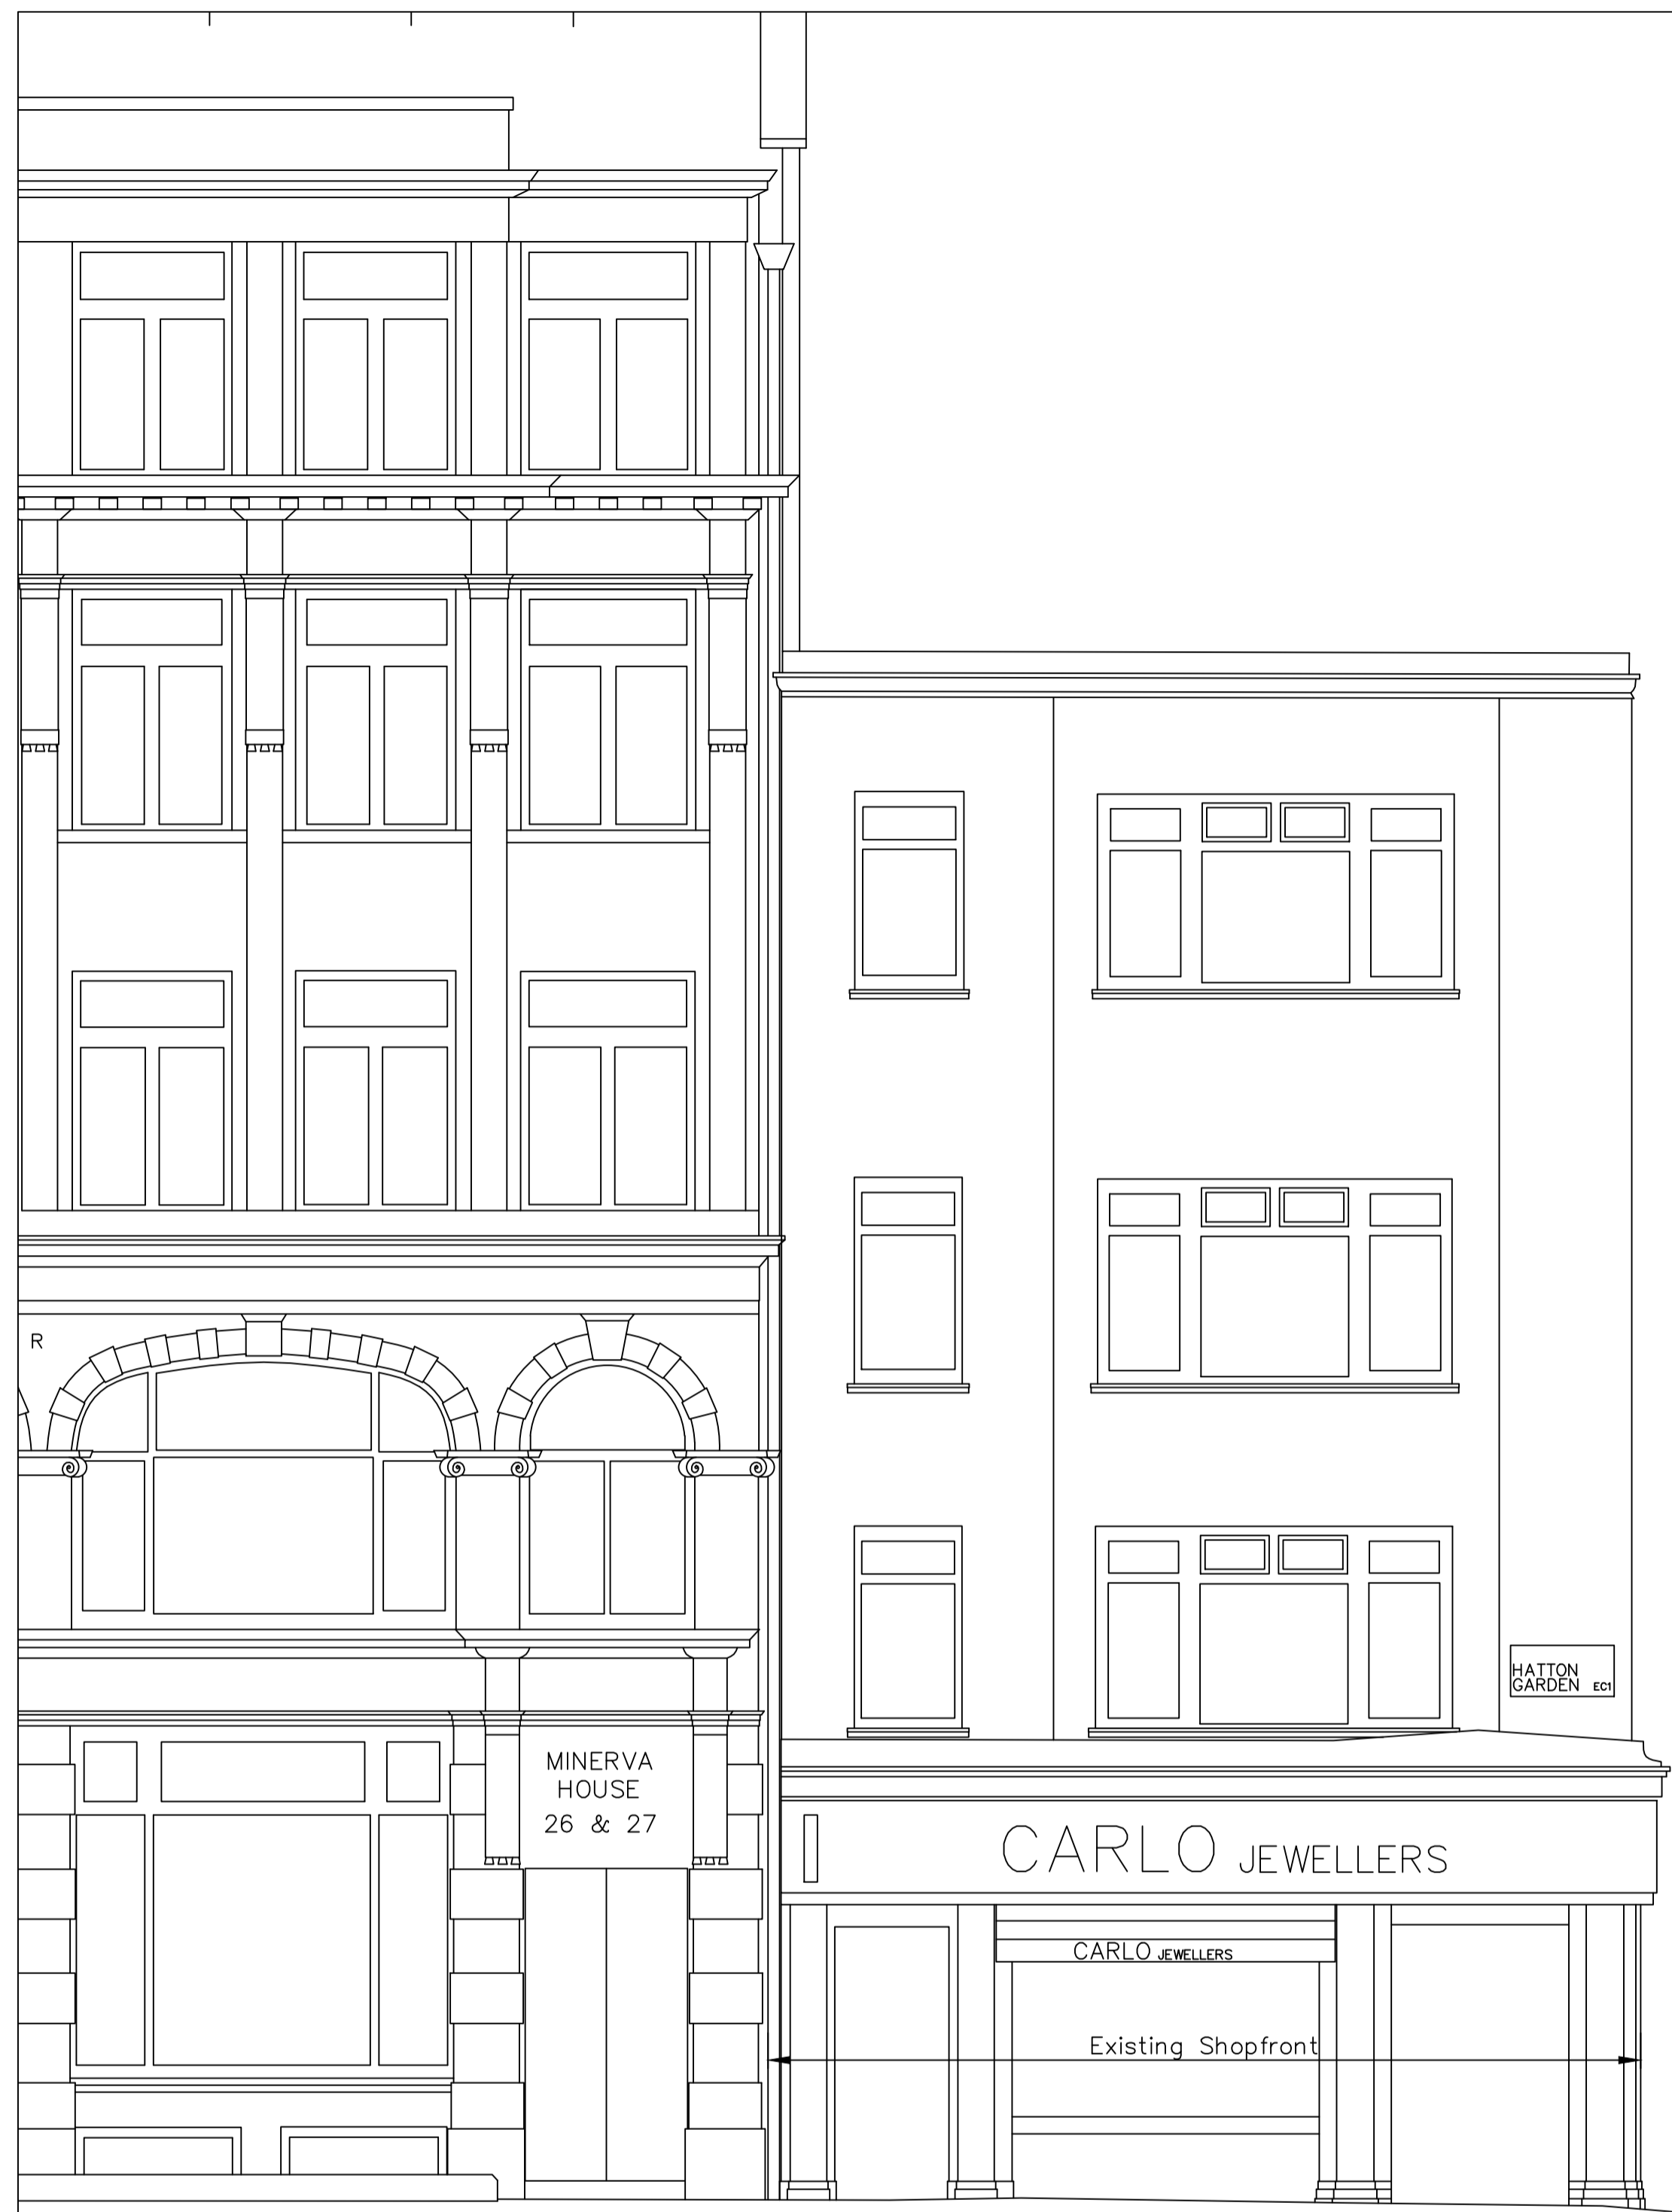 R
HATTON
GARDEN EC1
MINERVA
HOUSE
26 & 27
CARLO JEWELLERS
CARLO JEWELLERS
Existing Shopfront